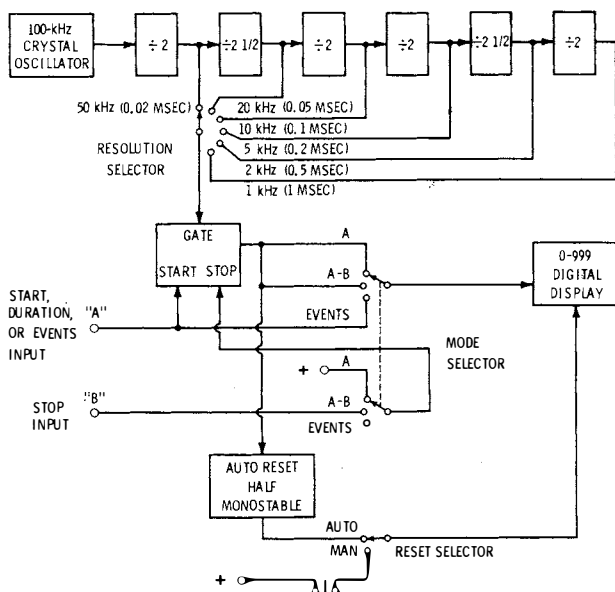 100-kHz
CRYSTAL
OSCILLATOR
÷2
÷2 1/2
÷2
÷2
÷2 1/2
÷2
50 kHz (0.02 MSEC)
20 kHz (0.05 MSEC)
10 kHz (0.1 MSEC)
5 kHz (0.2 MSEC)
2 kHz (0.5 MSEC)
1 kHz (1 MSEC)
RESOLUTION
SELECTOR
GATE
START STOP
A
A-B
EVENTS
0-999
DIGITAL
DISPLAY
START,
DURATION, "A"
OR EVENTS
INPUT
MODE
SELECTOR
+
A
STOP "B"
INPUT
A-B
EVENTS
AUTO RESET
HALF
MONOSTABLE
AUTO
MAN
RESET SELECTOR
+